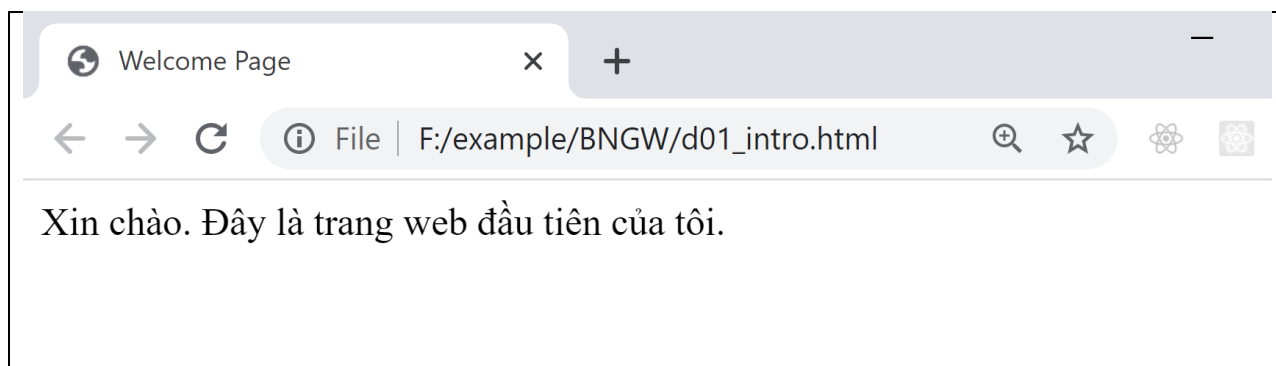 Welcome Page
File F:/example/BNGW/d01_intro.html
Xin chào. Đây là trang web đầu tiên của tôi.